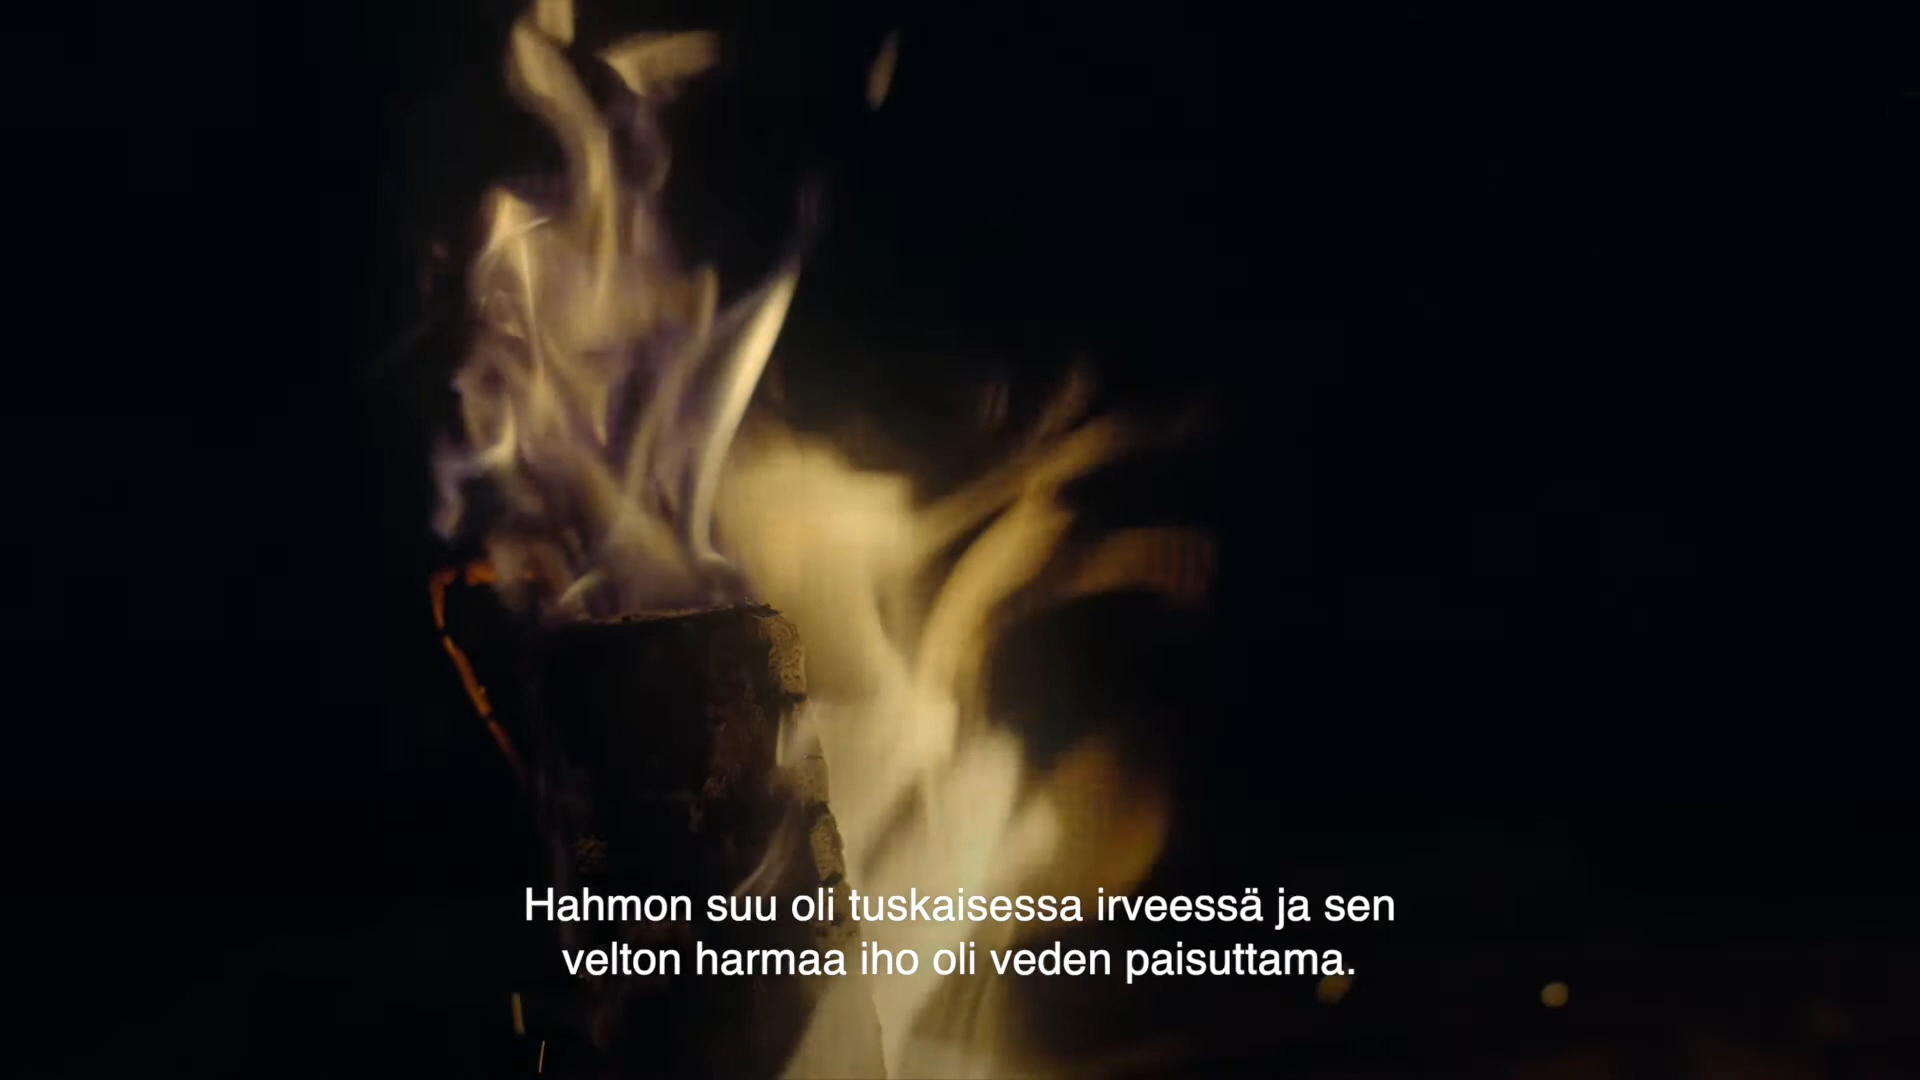 Hahmon suu oli tuskaisessa irveessä ja sen
velton harmaa iho oli veden paisuttama.